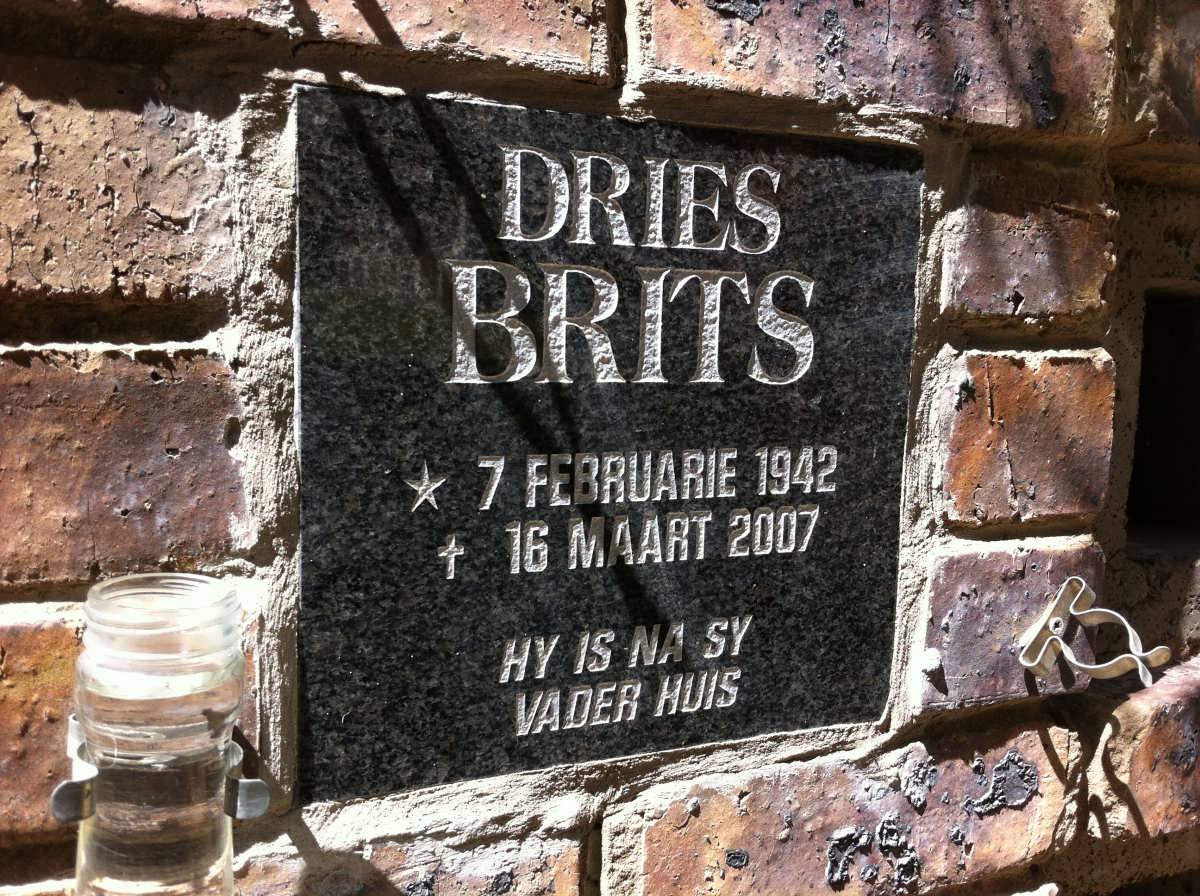 DRIES
BRITS
7 FEBRUARIE 1942
16 MAART 2007
HY IS NA SY
VADER HUIS